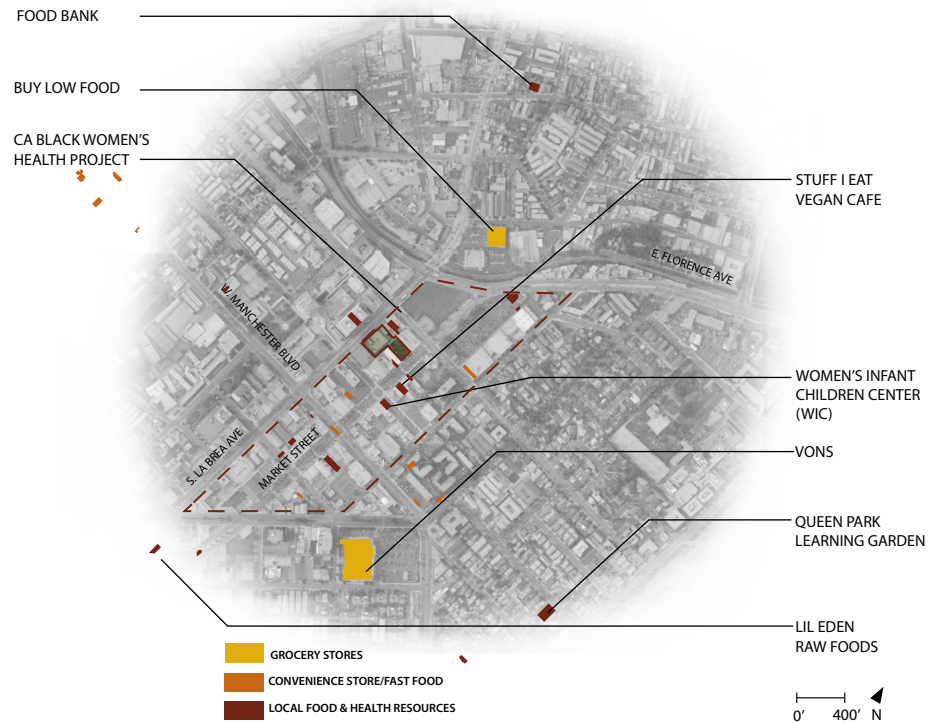 FOOD BANK
BUY LOW FOOD
CA BLACK WOMEN'S
HEALTH PROJECT
STUFF I EAT
VEGAN CAFE
E. FLORENCE AVE
W. MANCHESTER BLVD
WOMEN'S INFANT
CHILDREN CENTER
(WIC)
S. LA BREA AVE
MARKET STREET
VONS
QUEEN PARK
LEARNING GARDEN
LIL EDEN
RAW FOODS
GROCERY STORES
CONVENIENCE STORE/FAST FOOD
LOCAL FOOD & HEALTH RESOURCES
0' 400' N